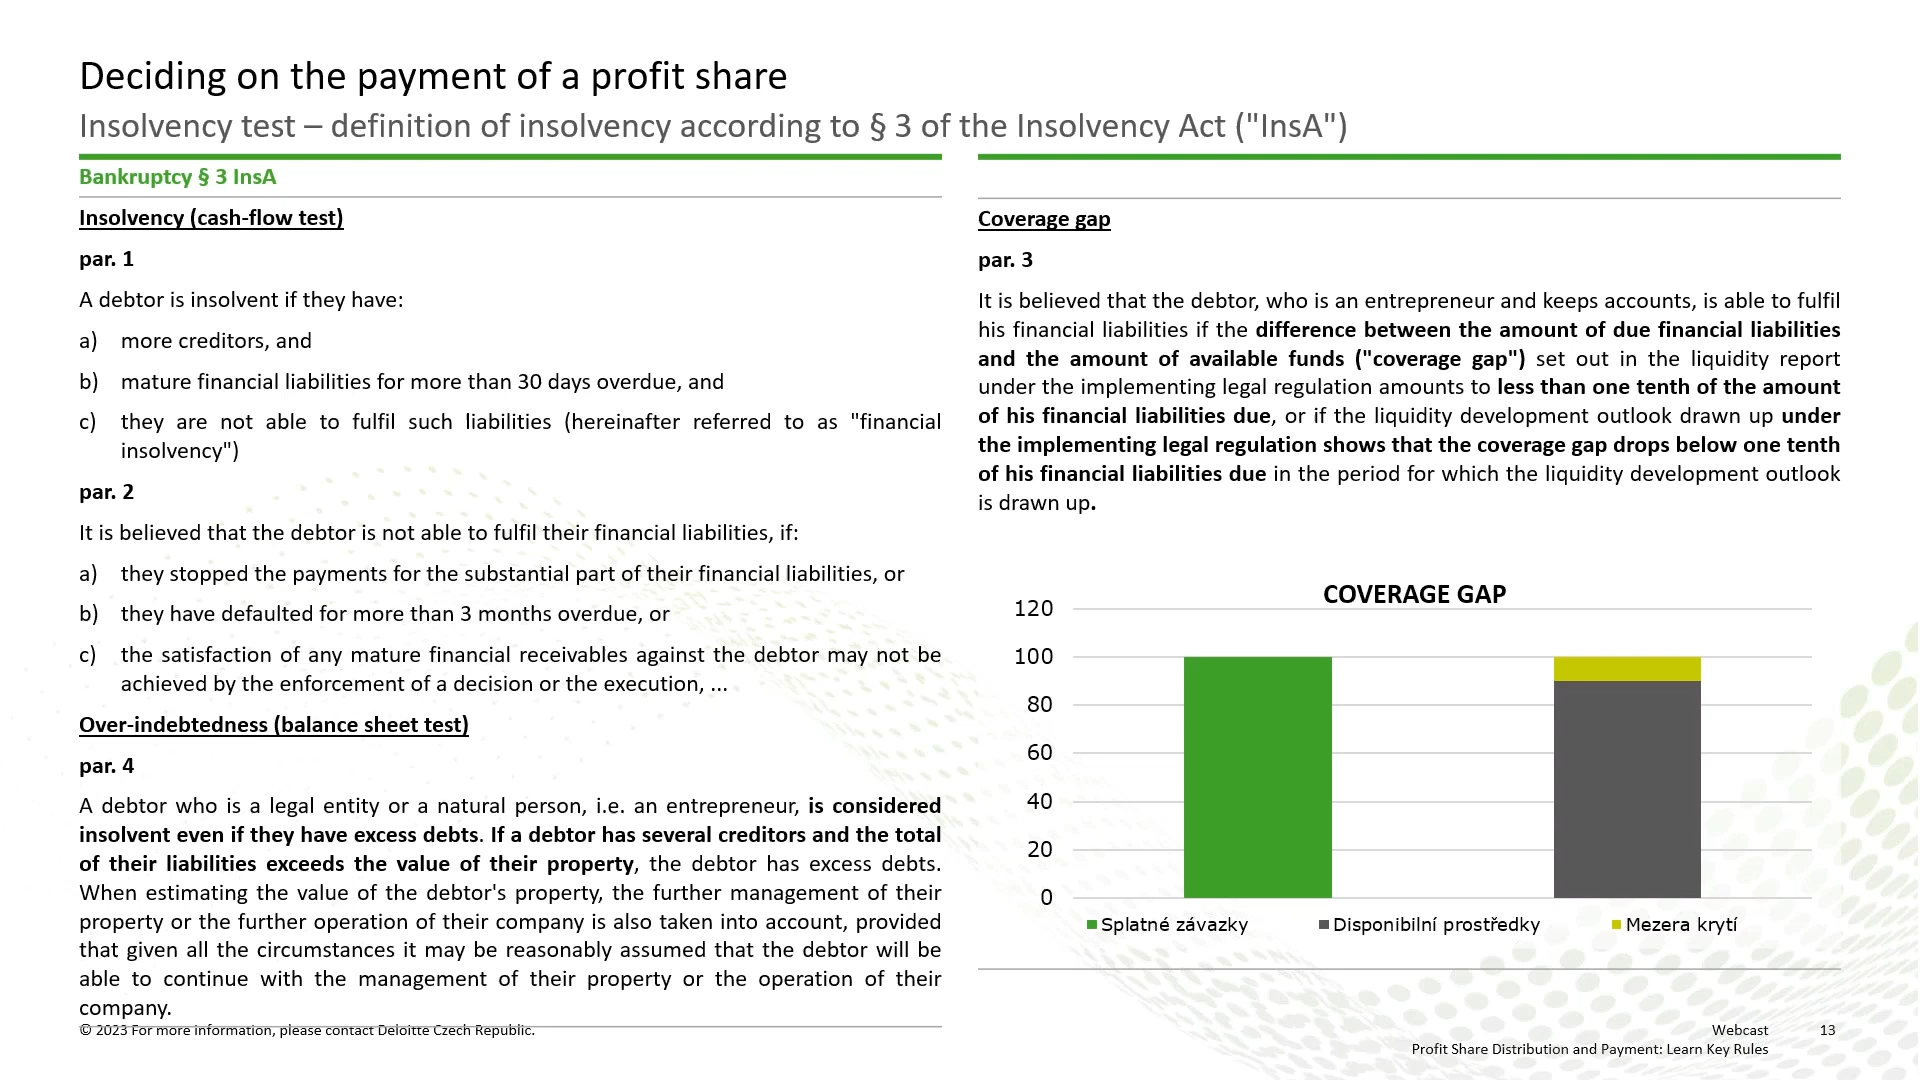 Deciding on the payment of a profit share
Insolvency test – definition of insolvency according to § 3 of the Insolvency Act ("InsA")
Bankruptcy § 3 InsA
Insolvency (cash-flow test)
par. 1
A debtor is insolvent if they have:
a) more creditors, and
b) mature financial liabilities for more than 30 days overdue, and
c) they are not able to fulfil such liabilities (hereinafter referred to as "financial
insolvency")
par. 2
It is believed that the debtor is not able to fulfil their financial liabilities, if:
a) they stopped the payments for the substantial part of their financial liabilities, or
b) they have defaulted for more than 3 months overdue, or
c) the satisfaction of any mature financial receivables against the debtor may not be
achieved by the enforcement of a decision or the execution, ...
Over-indebtedness (balance sheet test)
par. 4
A debtor who is a legal entity or a natural person, i.e. an entrepreneur, is considered
insolvent even if they have excess debts. If a debtor has several creditors and the total
of their liabilities exceeds the value of their property, the debtor has excess debts.
When estimating the value of the debtor's property, the further management of their
property or the further operation of their company is also taken into account, provided
that given all the circumstances it may be reasonably assumed that the debtor will be
able to continue with the management of their property or the operation of their
company.
Coverage gap
par. 3
It is believed that the debtor, who is an entrepreneur and keeps accounts, is able to fulfil
his financial liabilities if the difference between the amount of due financial liabilities
and the amount of available funds ("coverage gap") set out in the liquidity report
under the implementing legal regulation amounts to less than one tenth of the amount
of his financial liabilities due, or if the liquidity development outlook drawn up under
the implementing legal regulation shows that the coverage gap drops below one tenth
of his financial liabilities due in the period for which the liquidity development outlook
is drawn up.
COVERAGE GAP
120
100
80
60
40
20
0
Splatné závazky Disponibilní prostředky Mezera krytí
© 2023 For more information, please contact Deloitte Czech Republic.
Webcast 13
Profit Share Distribution and Payment: Learn Key Rules